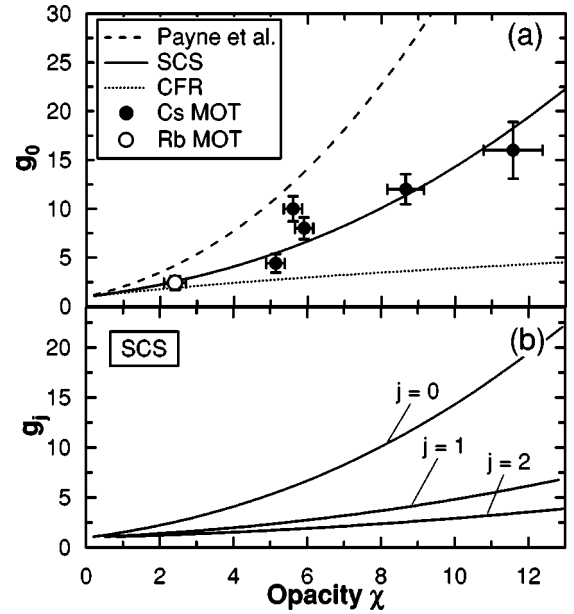 30
25
20
15
10
5
0
g0
(a)
Payne et al.
SCS
CFR
Cs MOT
Rb MOT
20
15
10
5
0
gj
SCS
(b)
j = 0
j = 1
j = 2
0 2 4 6 8 10 12
Opacity χ